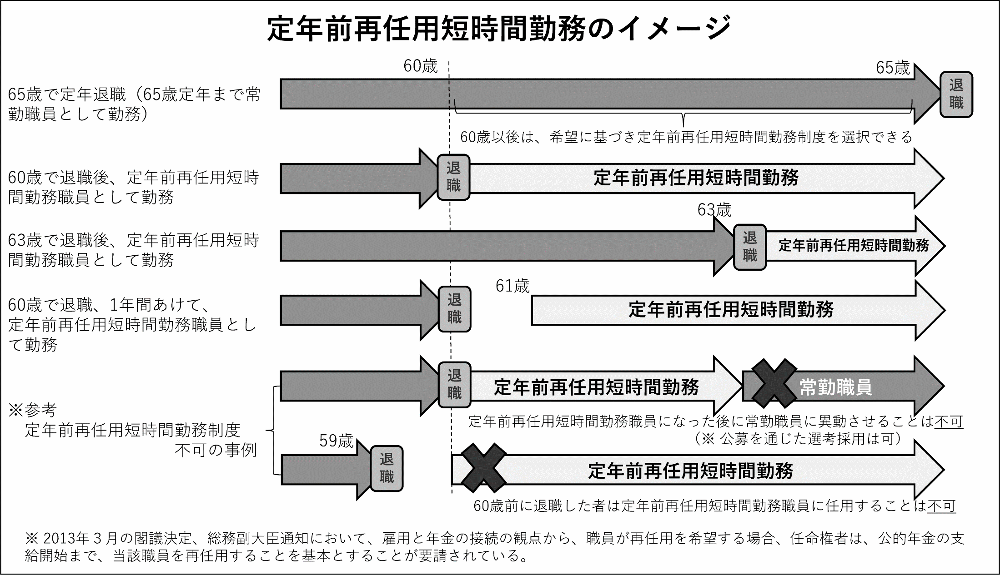 定年前再任用短時間勤務のイメージ
60歳
65歳
65歳で定年退職（65歳定年まで常
勤職員として勤務）
退
職
60歳以後は、希望に基づき定年前再任用短時間勤務制度を選択できる
60歳で退職後、定年前再任用短時
間勤務職員として勤務
退
職
定年前再任用短時間勤務
63歳
63歳で退職後、定年前再任用短時
間勤務職員として勤務
退
職
定年前再任用短時間勤務
61歳
60歳で退職、1年間あけて、
定年前再任用短時間勤務職員とし
て勤務
退
職
定年前再任用短時間勤務
※参考
定年前再任用短時間勤務制度
不可の事例
退
職
定年前再任用短時間勤務
常勤職員
定年前再任用短時間勤務職員になった後に常勤職員に異動させることは不可
（※ 公募を通じた選考採用は可）
59歳
退
職
定年前再任用短時間勤務
60歳前に退職した者は定年前再任用短時間勤務職員に任用することは不可
※ 2013年３月の閣議決定、総務副大臣通知において、雇用と年金の接続の観点から、職員が再任用を希望する場合、任命権者は、公的年金の支
給開始まで、当該職員を再任用することを基本とすることが要請されている。